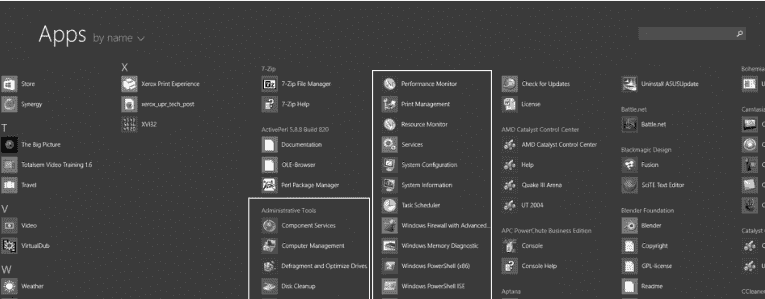 Apps by name
Store
Synergy
T
The Big Picture
Totalsem Video Training 1.6
Travel
V
Video
VirtualDub
W
Weather
X
Xerox Print Experience
xerox_upr_tech_post
XVI32
7-Zip
7-Zip File Manager
7-Zip Help
ActivePerl 5.8.8 Build 820
Documentation
OLE-Browser
Perl Package Manager
Administrative Tools
Component Services
Computer Management
Defragment and Optimize Drives
Disk Cleanup
Performance Monitor
Print Management
Resource Monitor
Services
System Configuration
System Information
Task Scheduler
Windows Firewall with Advanced...
Windows Memory Diagnostic
Windows PowerShell (x86)
Windows PowerShell ISE
Check for Updates
License
AMD Catalyst Control Center
AMD Catalyst Control Center
Help
Quake III Arena
UT 2004
APC PowerChute Business Edition
Console
Console Help
Aptana
Uninstall ASUSUpdate
Battle.net
Battle.net
Blackmagic Design
Fusion
SciTE Text Editor
Blender Foundation
Blender
Copyright
GPL-license
Readme
Catalyst
CCleaner